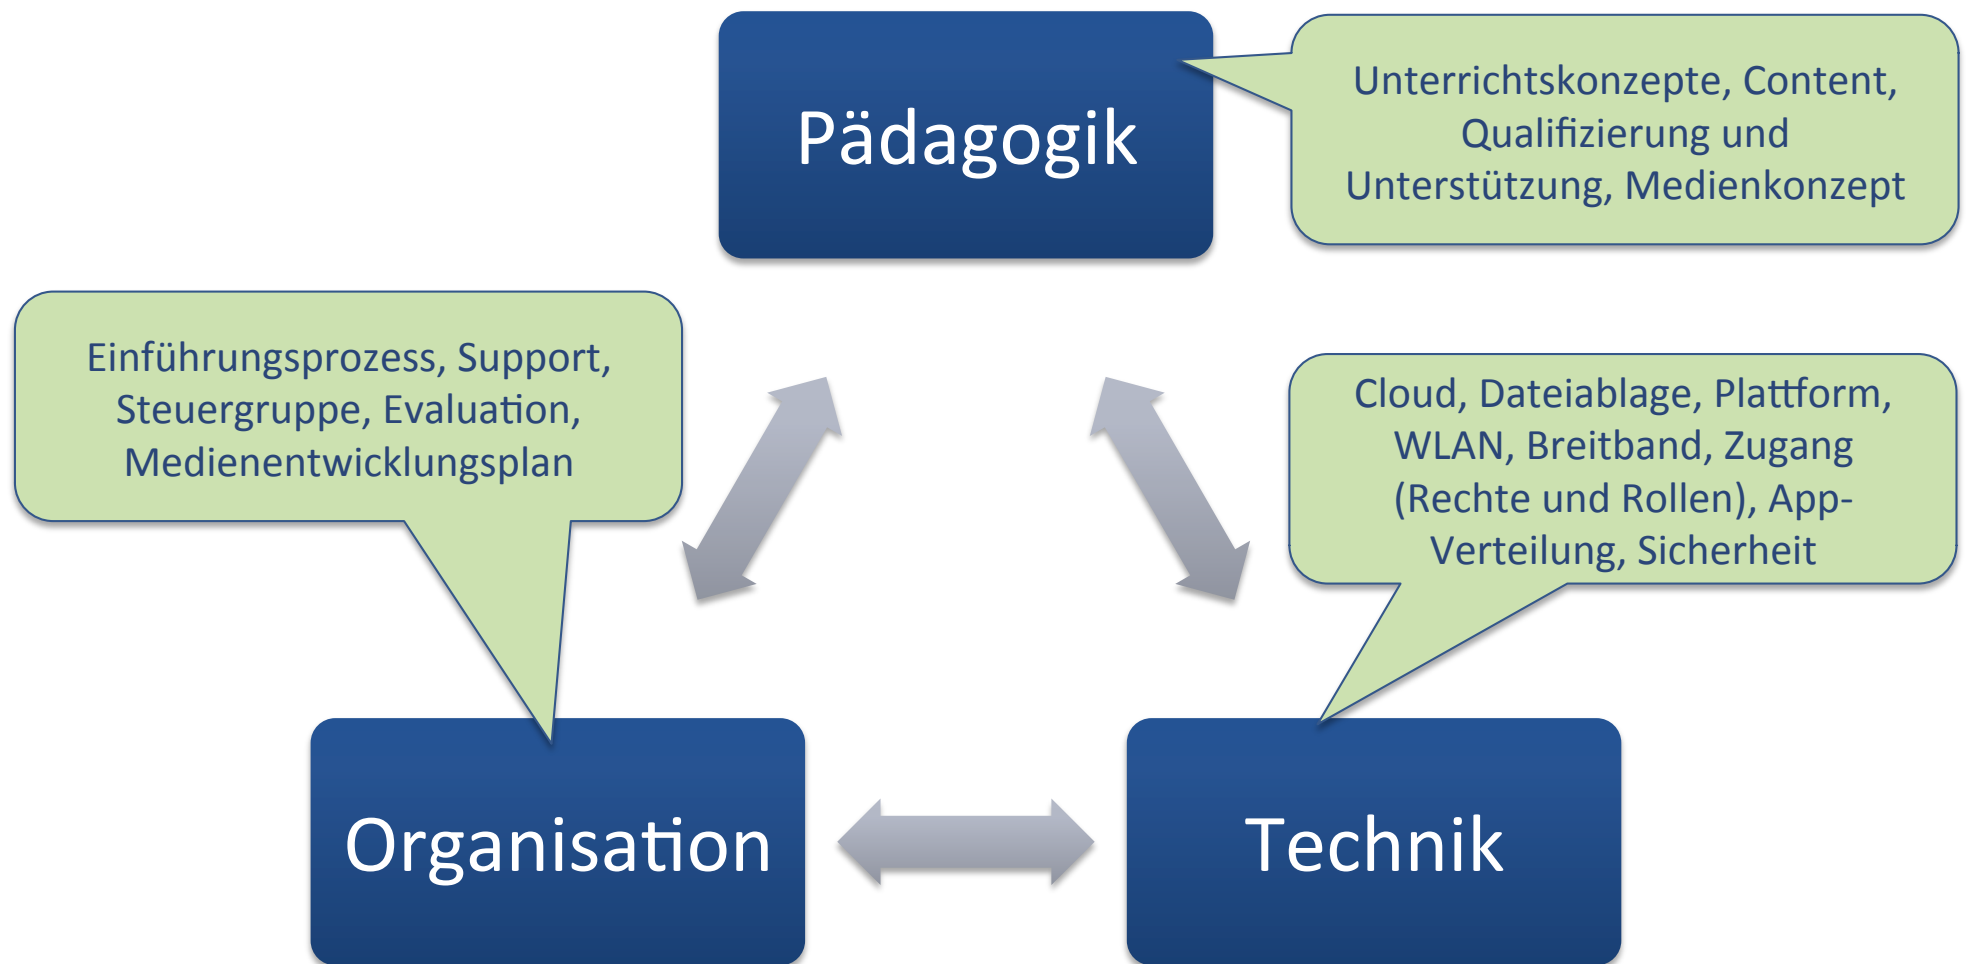 Pädagogik
Unterrichtskonzepte, Content,
Qualifizierung und
Unterstützung, Medienkonzept
Einführungsprozess, Support,
Steuergruppe, Evaluation,
Medienentwicklungsplan
Cloud, Dateiablage, Plattform,
WLAN, Breitband, Zugang
(Rechte und Rollen), App-
Verteilung, Sicherheit
Organisation
Technik